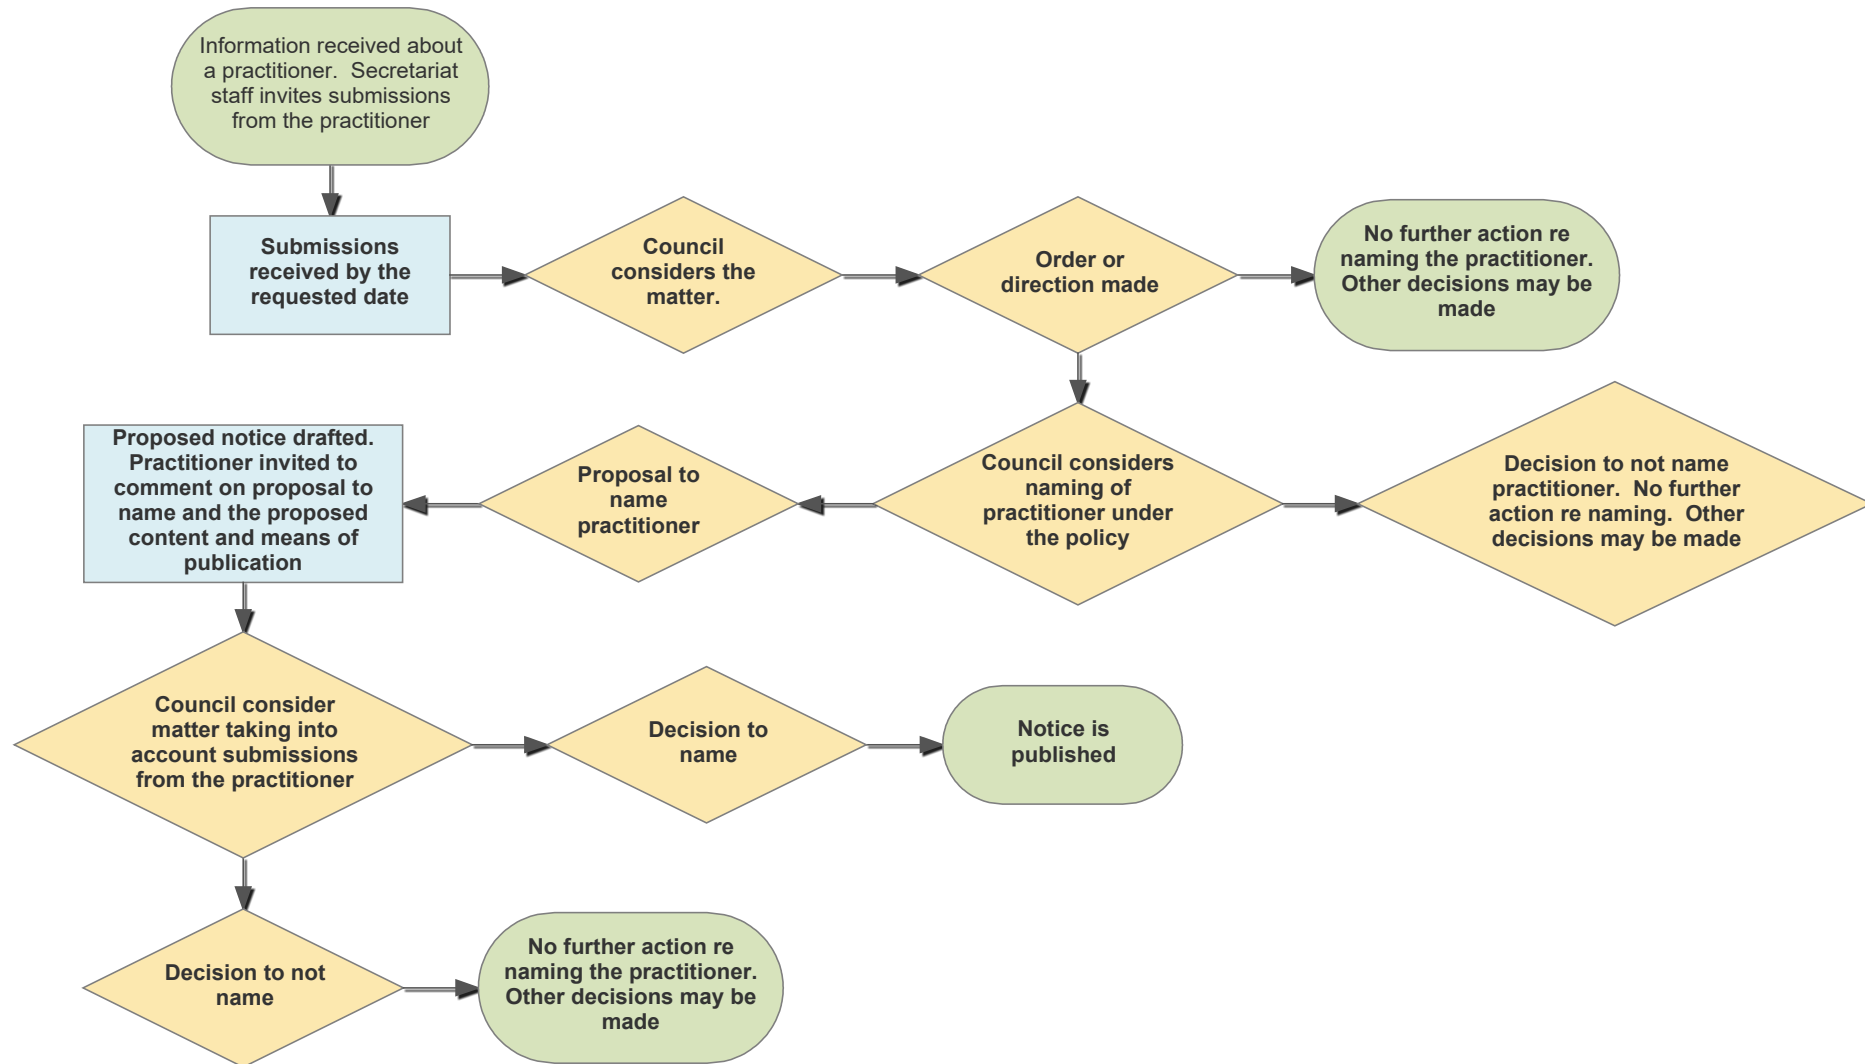 Information received about
a practitioner.  Secretariat
staff invites submissions
from the practitioner
Submissions
received by the
requested date
Council
considers the
matter.
Order or
direction made
No further action re
naming the practitioner.
Other decisions may be
made
Proposed notice drafted.
Practitioner invited to
comment on proposal to
name and the proposed
content and means of
publication
Proposal to
name
practitioner
Council considers
naming of
practitioner under
the policy
Decision to not name
practitioner.  No further
action re naming.  Other
decisions may be made
Council consider
matter taking into
account submissions
from the practitioner
Decision to
name
Notice is
published
Decision to not
name
No further action re
naming the practitioner.
Other decisions may be
made